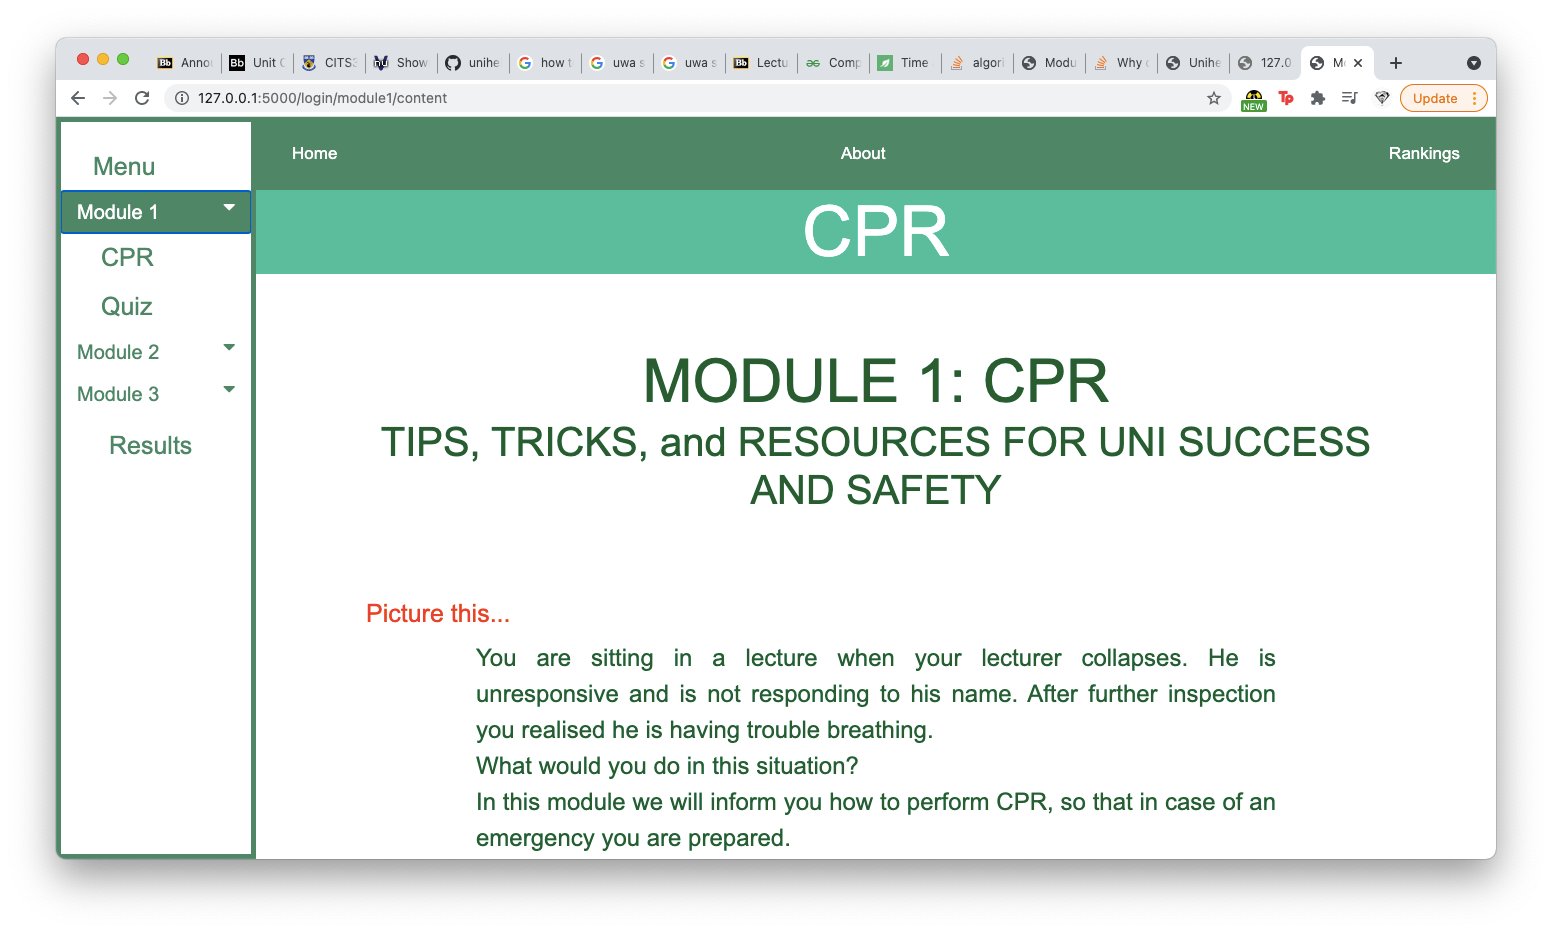 Annou
Unit C
CITS3
Show
unihe
how t
uwa s
uwa s
Lectu
Comp
Time
algori
Modu
Why
Unihe
127.0
127.0.0.1:5000/login/module1/content
NEW
Update
Menu
Module 1
CPR
Quiz
Module 2
Module 3
Results
Home About Rankings
CPR
MODULE 1: CPR
TIPS, TRICKS, and RESOURCES FOR UNI SUCCESS
AND SAFETY
Picture this...
You are sitting in a lecture when your lecturer collapses. He is
unresponsive and is not responding to his name. After further inspection
you realised he is having trouble breathing.
What would you do in this situation?
In this module we will inform you how to perform CPR, so that in case of an
emergency you are prepared.